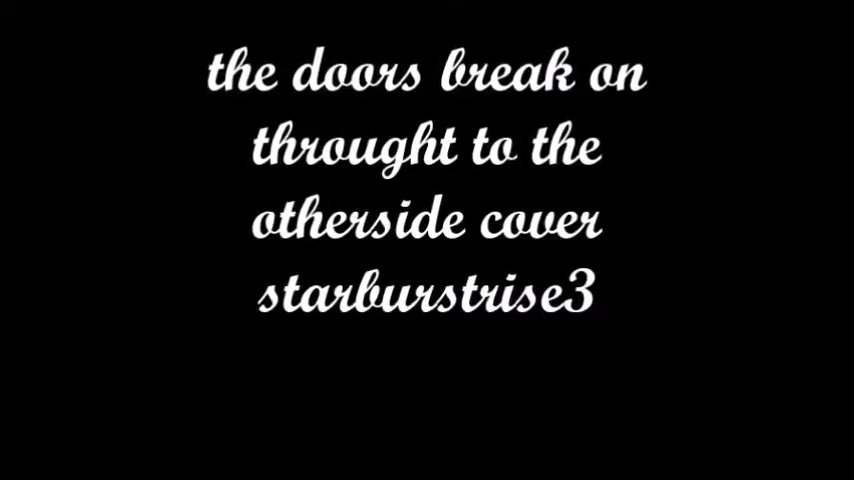 the doors break on
throught to the
otherside cover
starburstrise3